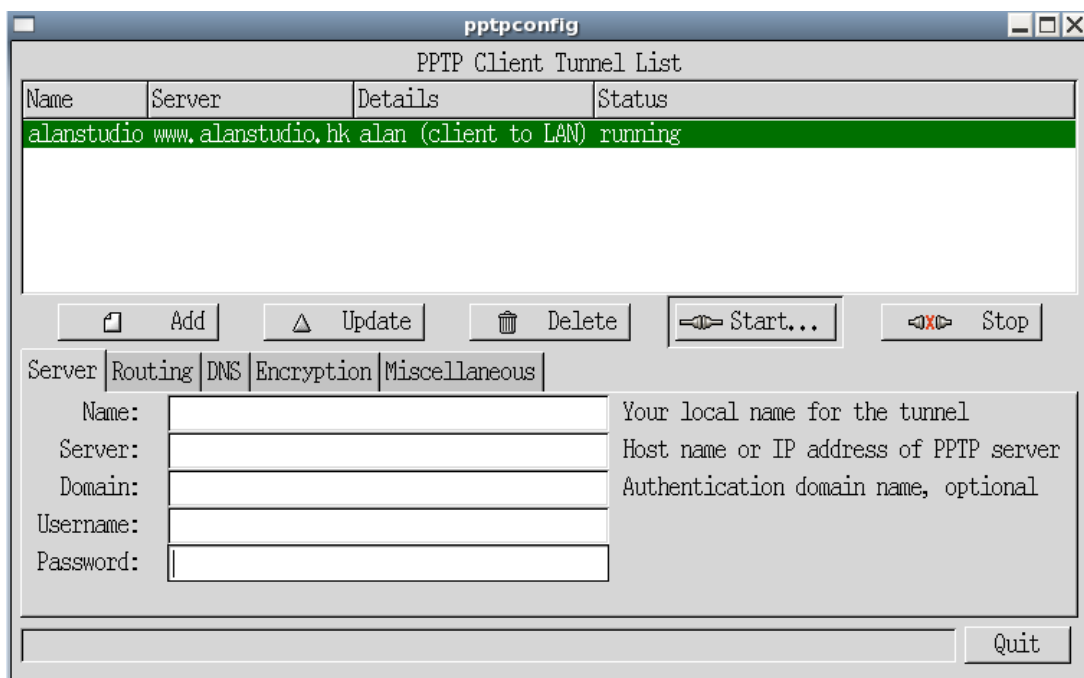 pptpconfig
PPTP Client Tunnel List
Name Server Details Status
alanstudio www.alanstudio.hk alan (client to LAN) running
Add Update Delete Start... Stop
Server Routing DNS Encryption Miscellaneous
Name: Your local name for the tunnel
Server: Host name or IP address of PPTP server
Domain: Authentication domain name, optional
Username:
Password:
Quit